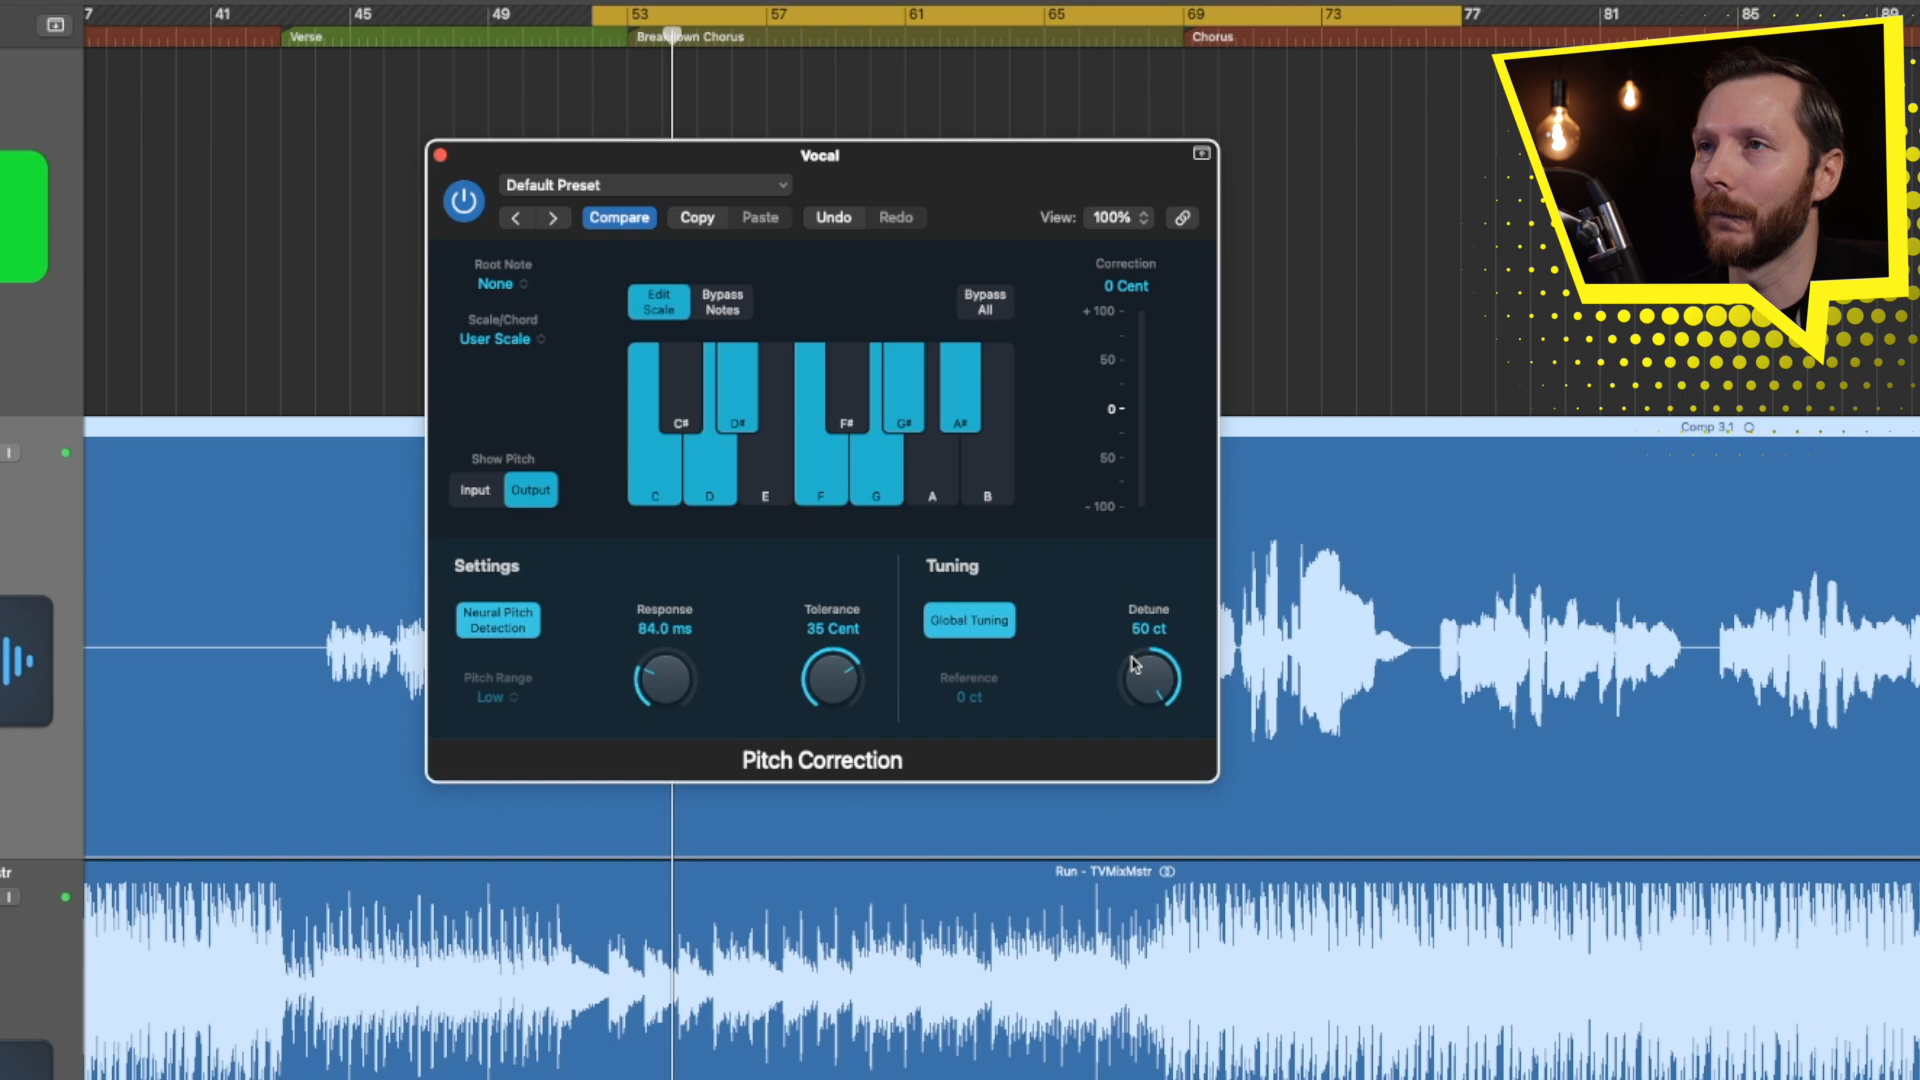 7 41 45 49 53 57 61 65 69 73 77 81 85 89
Verse Breakdown Chorus Chorus
Vocal
Default Preset
Compare Copy Paste Undo Redo View: 100%
Root Note
None
Scale/Chord
User Scale
Edit Scale
Bypass Notes
Bypass All
Correction
0 Cent
+ 100
50
0
50
- 100
C# D# F# G# A#
C D E F G A B
Show Pitch
Input Output
Settings
Neural Pitch Detection
Pitch Range
Low
Response
84.0 ms
Tolerance
35 Cent
Tuning
Global Tuning
Reference
0 ct
Detune
50 ct
Pitch Correction
Comp 3,1
I
str
I
Run - TVMixMstr